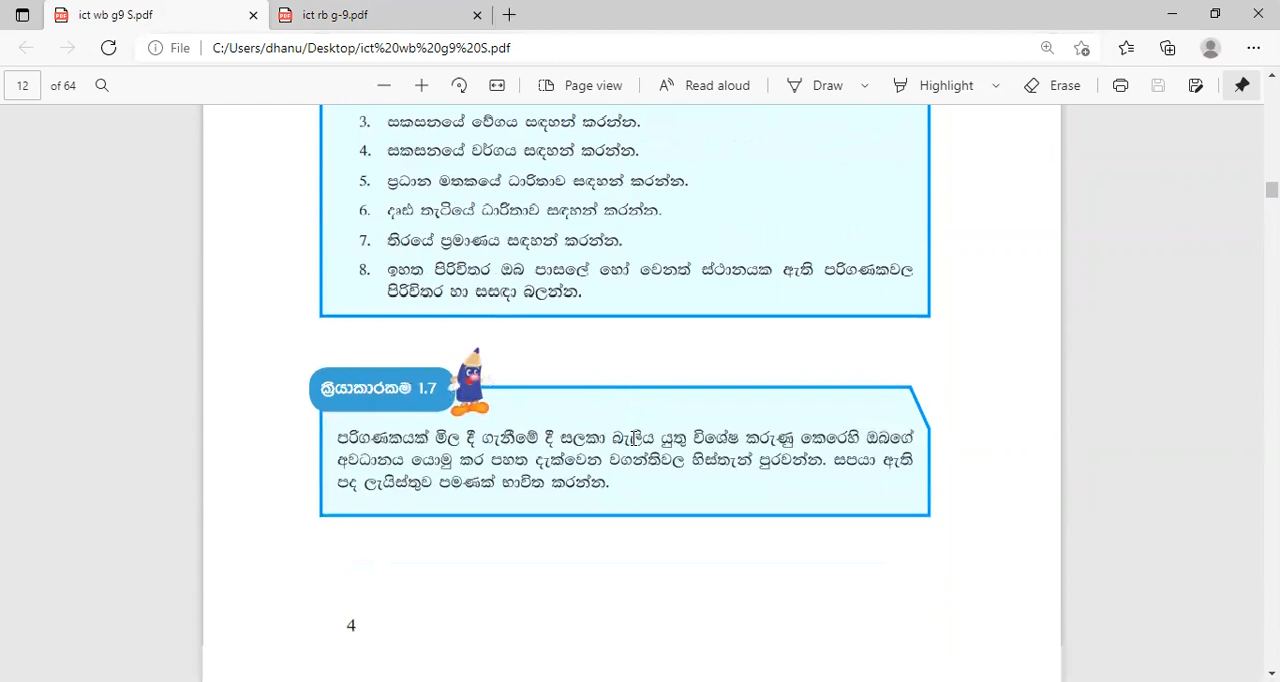 ict wb g9 S.pdf
ict rb g-9.pdf
File
C:/Users/dhanu/Desktop/ict%20wb%20g9%20S.pdf
12 of 64
Page view
Read aloud
Draw
Highlight
Erase
3. සකසනයේ වේගය සඳහන් කරන්න.
4. සකසනයේ වර්ගය සඳහන් කරන්න.
5. ප්‍රධාන මතකයේ ධාරිතාව සඳහන් කරන්න.
6. දෘඪ තැටියේ ධාරිතාව සඳහන් කරන්න.
7. තිරයේ ප්‍රමාණය සඳහන් කරන්න.
8. ඉහත පිරිවිතර ඔබ පාසලේ හෝ වෙනත් ස්ථානයක ඇති පරිගණකවල
පිරිවිතර හා සසඳා බලන්න.
ක්‍රියාකාරකම 1.7
පරිගණකයක් මිල දී ගැනීමේ දී සලකා බැලිය යුතු විශේෂ කරුණු කෙරෙහි ඔබගේ
අවධානය යොමු කර පහත දැක්වෙන වගන්තිවල හිස්තැන් පුරවන්න. සපයා ඇති
පද ලැයිස්තුව පමණක් භාවිත කරන්න.
4